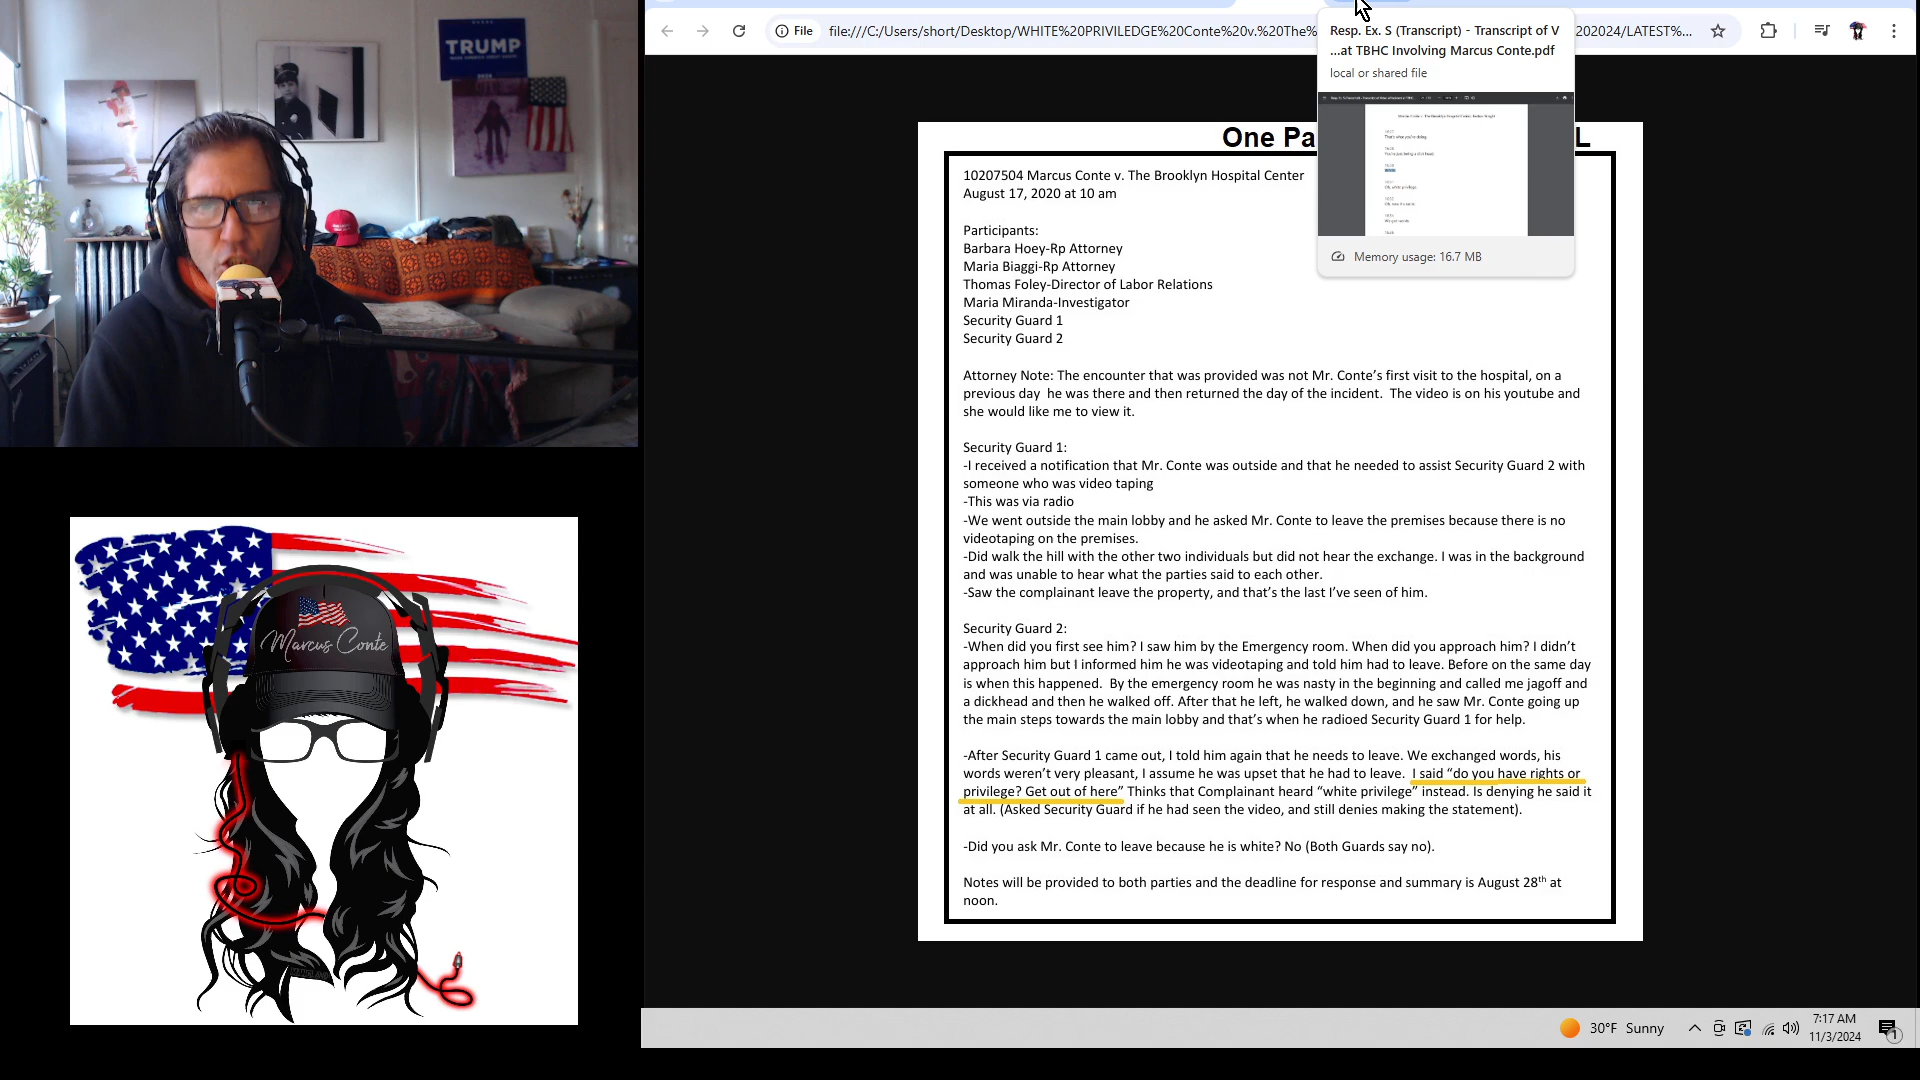 TRUMP
File
file:///C:/Users/short/Desktop/WHITE%20PRIVILEDGE%20Conte%20v.%20The%
202024/LATEST%...
Resp. Ex. S (Transcript) - Transcript of V
...at TBHC Involving Marcus Conte.pdf
local or shared file
Memory usage: 16.7 MB
One Pa
L
10207504 Marcus Conte v. The Brooklyn Hospital Center
August 17, 2020 at 10 am
Participants:
Barbara Hoey-Rp Attorney
Maria Biaggi-Rp Attorney
Thomas Foley-Director of Labor Relations
Maria Miranda-Investigator
Security Guard 1
Security Guard 2
Attorney Note: The encounter that was provided was not Mr. Conte’s first visit to the hospital, on a
previous day he was there and then returned the day of the incident. The video is on his youtube and
she would like me to view it.
Security Guard 1:
-I received a notification that Mr. Conte was outside and that he needed to assist Security Guard 2 with
someone who was video taping
-This was via radio
-We went outside the main lobby and he asked Mr. Conte to leave the premises because there is no
videotaping on the premises.
-Did walk the hill with the other two individuals but did not hear the exchange. I was in the background
and was unable to hear what the parties said to each other.
-Saw the complainant leave the property, and that’s the last I’ve seen of him.
Security Guard 2:
-When did you first see him? I saw him by the Emergency room. When did you approach him? I didn’t
approach him but I informed him he was videotaping and told him had to leave. Before on the same day
is when this happened. By the emergency room he was nasty in the beginning and called me jagoff and
a dickhead and then he walked off. After that he left, he walked down, and he saw Mr. Conte going up
the main steps towards the main lobby and that’s when he radioed Security Guard 1 for help.
-After Security Guard 1 came out, I told him again that he needs to leave. We exchanged words, his
words weren’t very pleasant, I assume he was upset that he had to leave. I said “do you have rights or
privilege? Get out of here” Thinks that Complainant heard “white privilege” instead. Is denying he said it
at all. (Asked Security Guard if he had seen the video, and still denies making the statement).
-Did you ask Mr. Conte to leave because he is white? No (Both Guards say no).
Notes will be provided to both parties and the deadline for response and summary is August 28th at
noon.
Marcus Conte
30°F Sunny
7:17 AM
11/3/2024
1